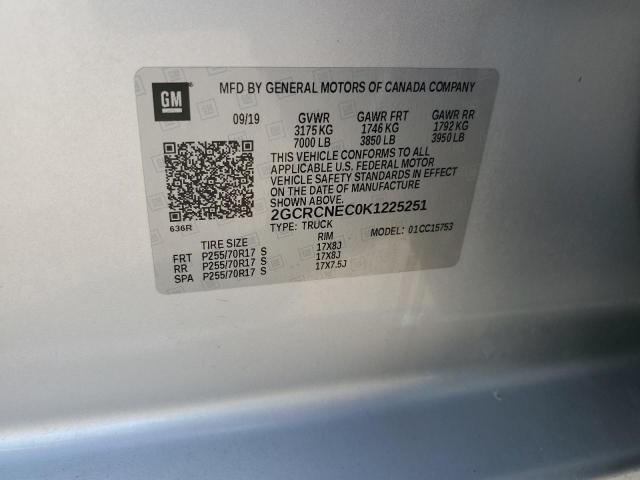 GM
MFD BY GENERAL MOTORS OF CANADA COMPANY
09/19 GVWR GAWR FRT GAWR RR
3175 KG 1746 KG 1792 KG
7000 LB 3850 LB 3950 LB
THIS VEHICLE CONFORMS TO ALL
APPLICABLE U.S. FEDERAL MOTOR
VEHICLE SAFETY STANDARDS IN EFFECT
ON THE DATE OF MANUFACTURE
SHOWN ABOVE.
2GCRCNEC0K1225251
636R TYPE: TRUCK MODEL: 01CC15753
TIRE SIZE RIM
FRT P255/70R17 S 17X8J
RR P255/70R17 S 17X8J
SPA P255/70R17 S 17X7.5J